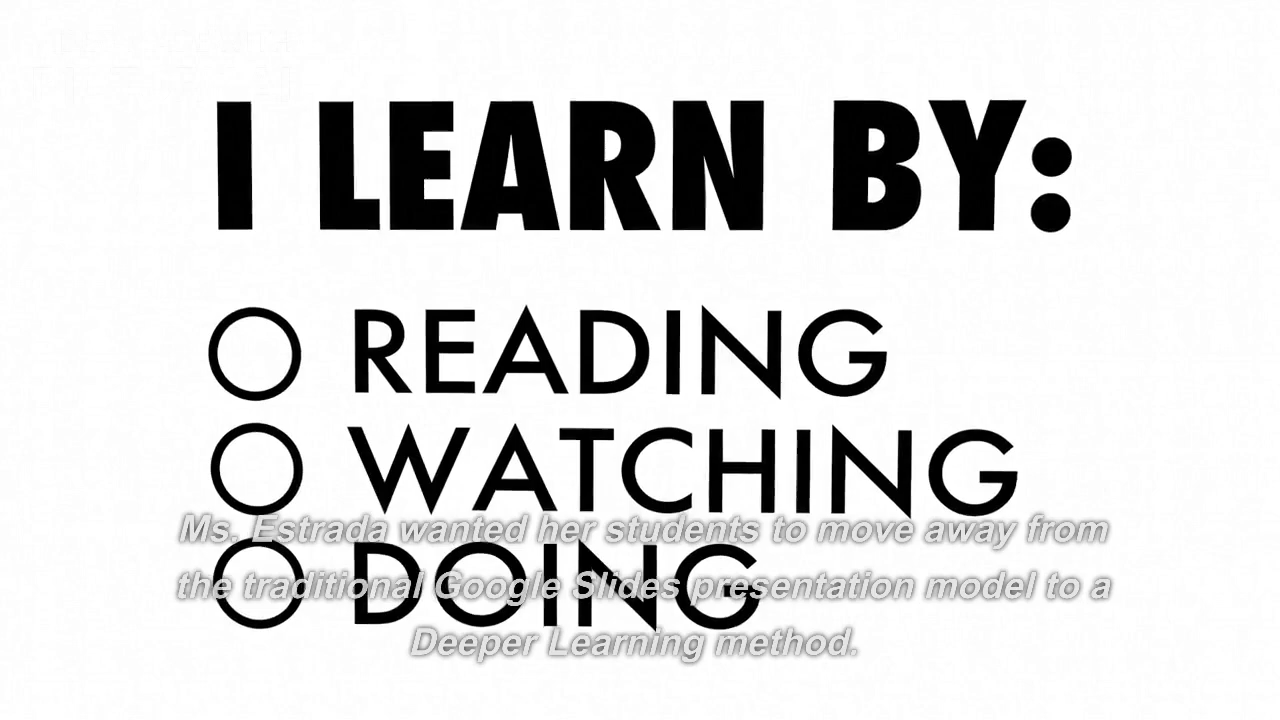 I LEARN BY:
READING
WATCHING
DOING
Ms. Estrada wanted her students to move away from
the traditional Google Slides presentation model to a
Deeper Learning method.